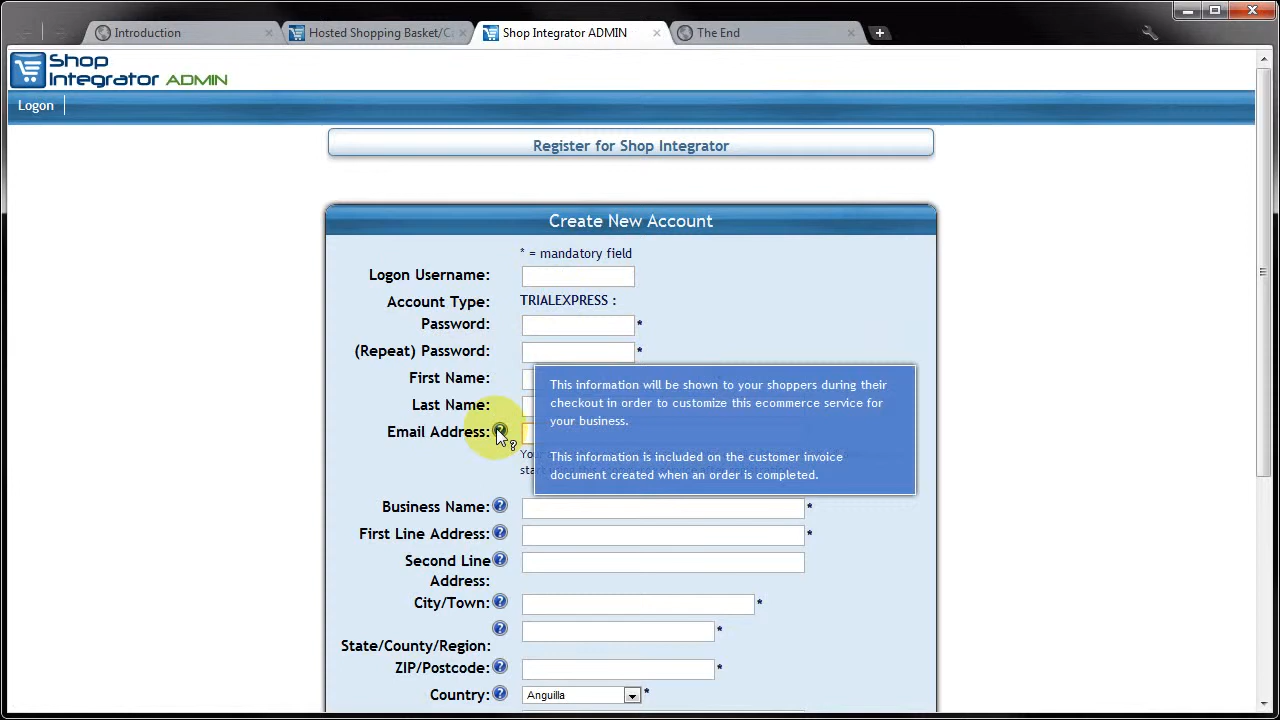 Introduction
Hosted Shopping Basket/C
Shop Integrator ADMIN
The End
Shop
Integrator ADMIN
Logon
Register for Shop Integrator
Create New Account
* = mandatory field
Logon Username:
Account Type: TRIALEXPRESS :
Password: *
(Repeat) Password: *
First Name:
Last Name:
Email Address:
This information will be shown to your shoppers during their
checkout in order to customize this ecommerce service for
your business.
This information is included on the customer invoice
document created when an order is completed.
Business Name: *
First Line Address: *
Second Line
Address:
City/Town: *
*
State/County/Region:
ZIP/Postcode: *
Country: Anguilla *